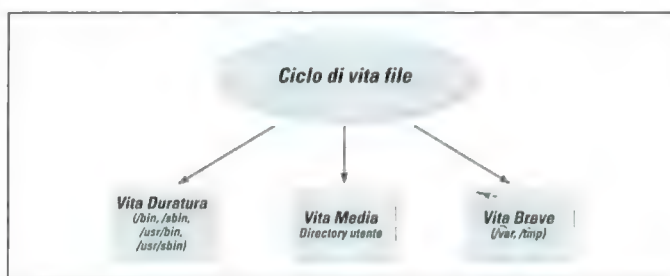 Ciclo di vita file
Vita Duratura
(/bin, /sbin,
/usr/bin,
/usr/sbin)
Vita Media
Directory utente
Vita Breve
(/var, /tmp)